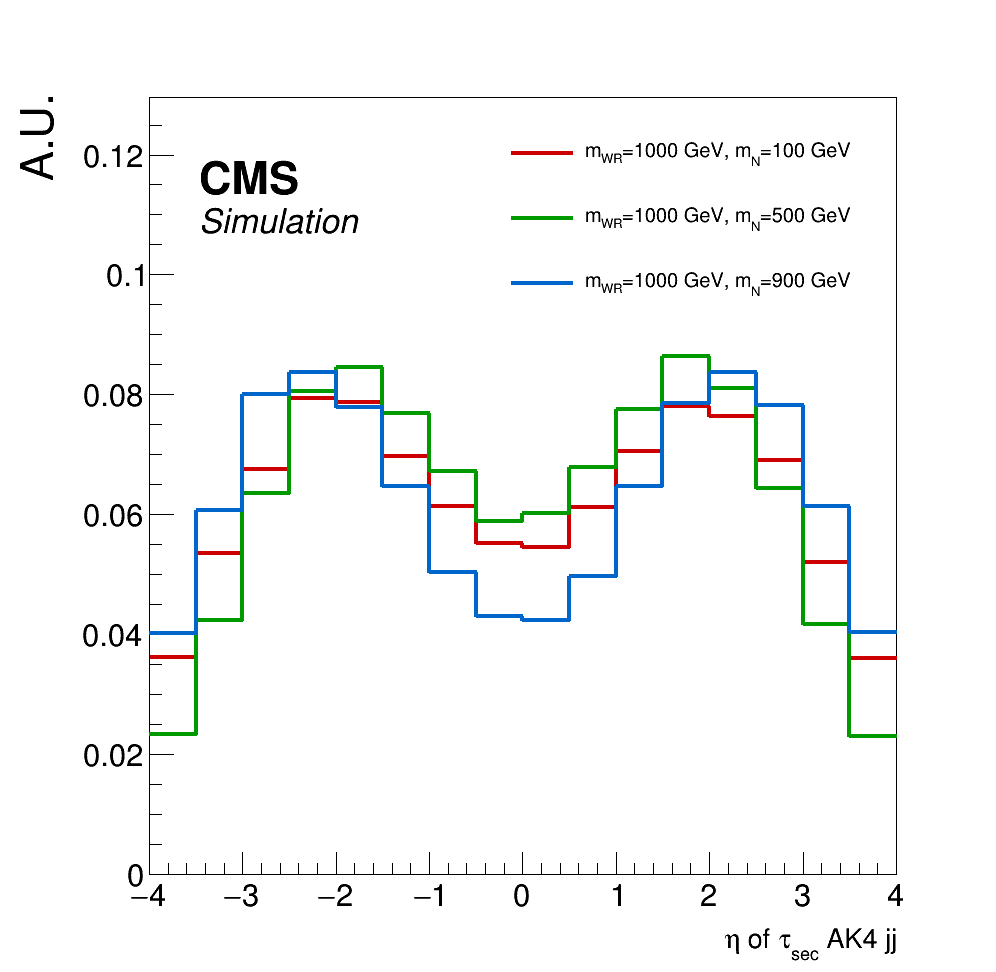 A.U.
CMS
Simulation
m_WR=1000 GeV, m_N=100 GeV
m_WR=1000 GeV, m_N=500 GeV
m_WR=1000 GeV, m_N=900 GeV
0.12
0.1
0.08
0.06
0.04
0.02
0
−4 −3 −2 −1 0 1 2 3 4
η of τ_sec AK4 jj